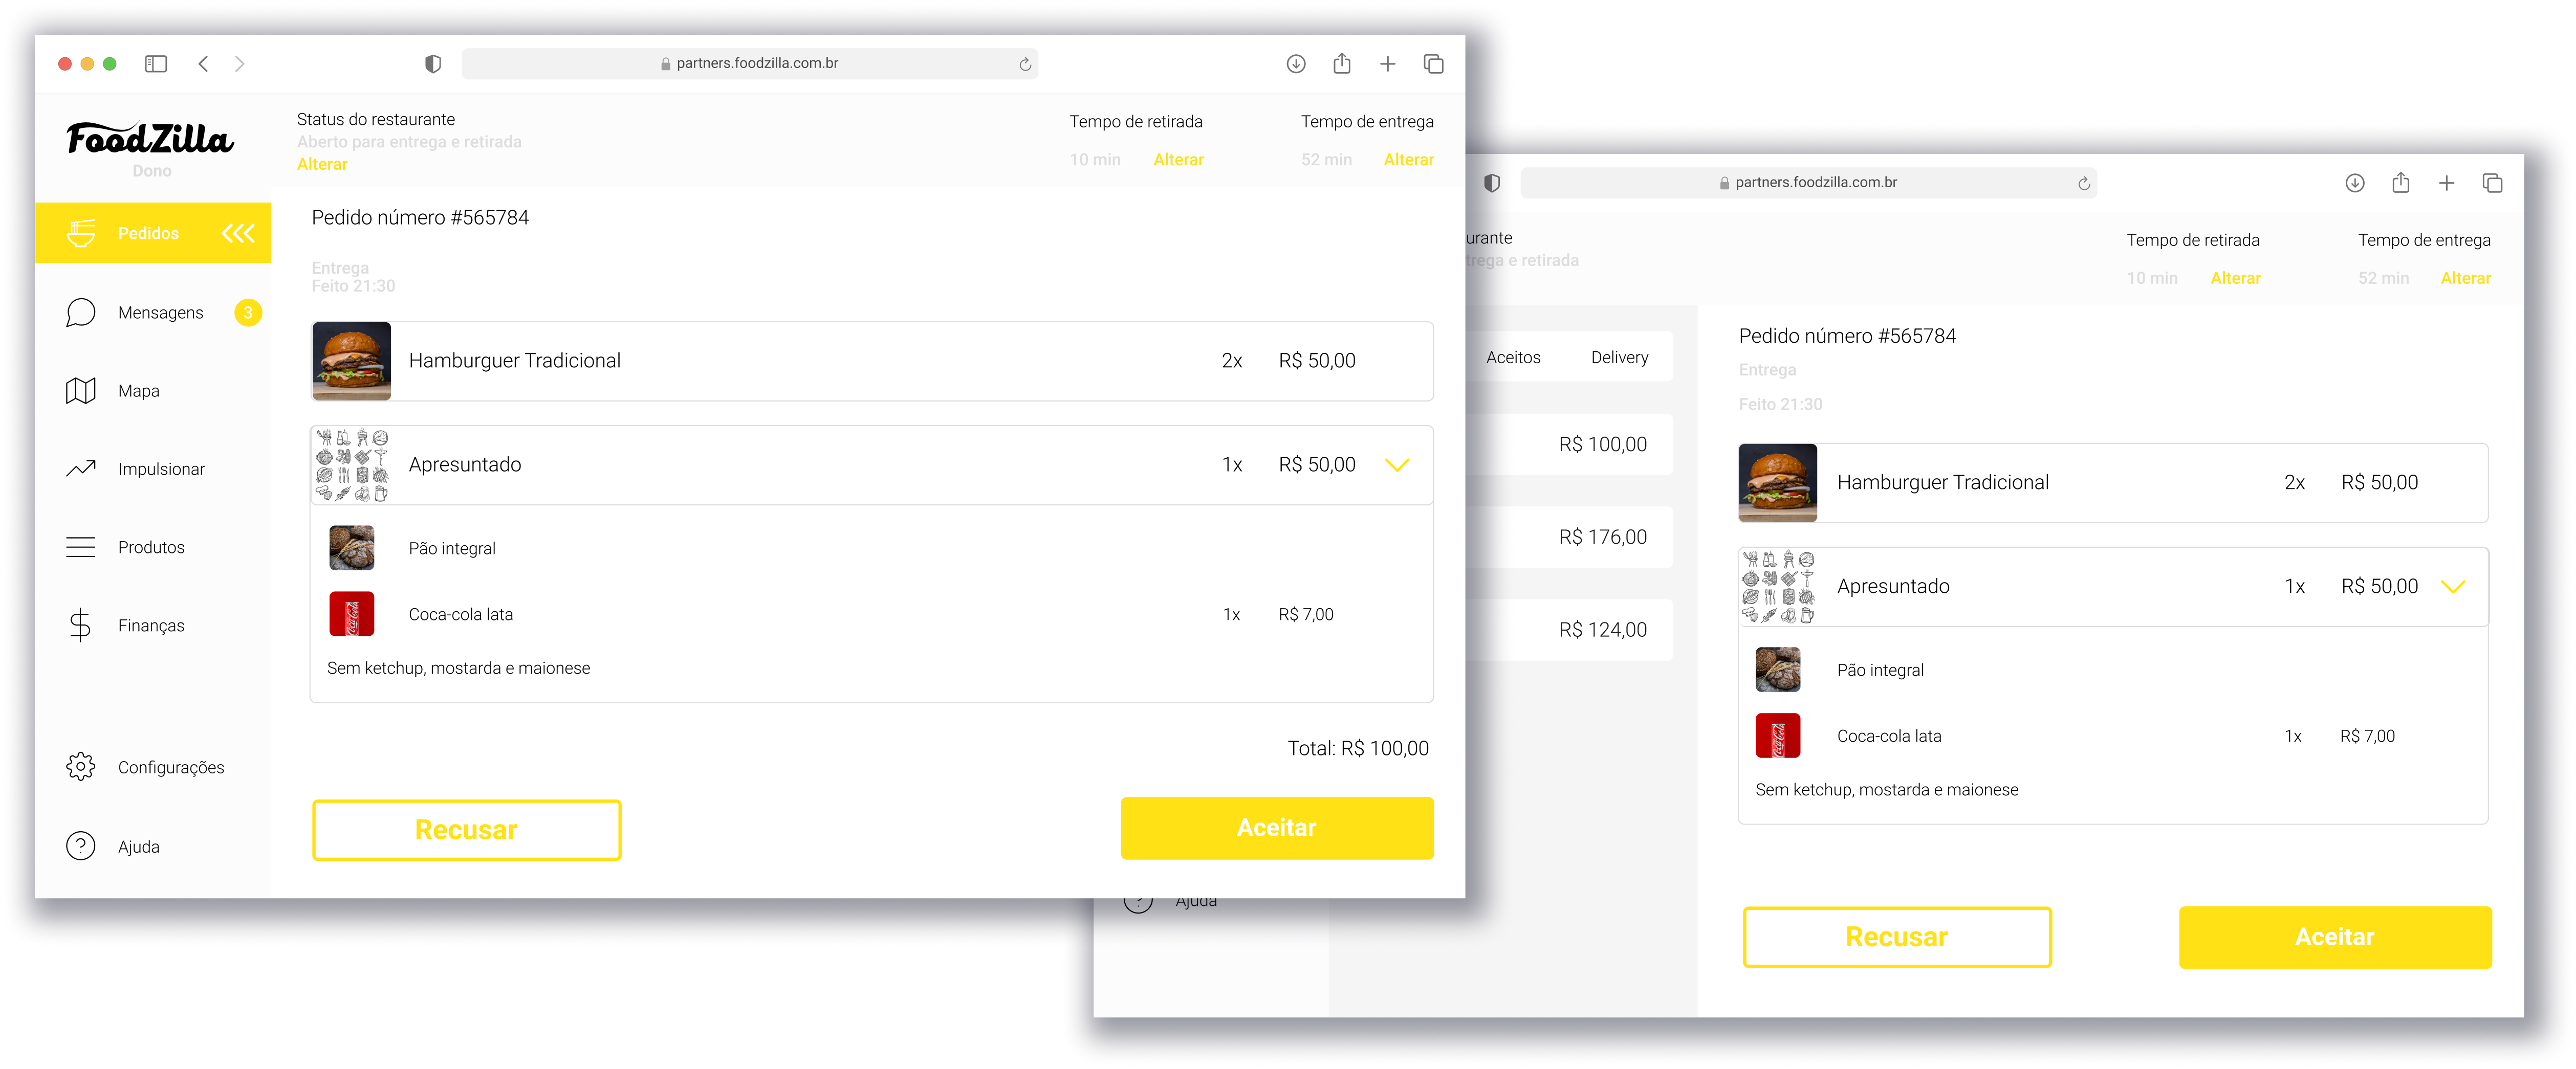 partners.foodzilla.com.br
FoodZilla
Dono
Status do restaurante
Aberto para entrega e retirada
Alterar
Tempo de retirada
10 min Alterar
Tempo de entrega
52 min Alterar
Pedidos
Mensagens 3
Mapa
Impulsionar
Produtos
Finanças
Configurações
Ajuda
Pedido número #565784
Entrega
Feito 21:30
Hamburguer Tradicional 2x R$ 50,00
Apresuntado 1x R$ 50,00
Pão integral
Coca-cola lata 1x R$ 7,00
Sem ketchup, mostarda e maionese
Total: R$ 100,00
Recusar Aceitar
partners.foodzilla.com.br
urante
trega e retirada
Tempo de retirada
10 min Alterar
Tempo de entrega
52 min Alterar
Aceitos Delivery
R$ 100,00
R$ 176,00
R$ 124,00
Ajuda
Pedido número #565784
Entrega
Feito 21:30
Hamburguer Tradicional 2x R$ 50,00
Apresuntado 1x R$ 50,00
Pão integral
Coca-cola lata 1x R$ 7,00
Sem ketchup, mostarda e maionese
Recusar Aceitar